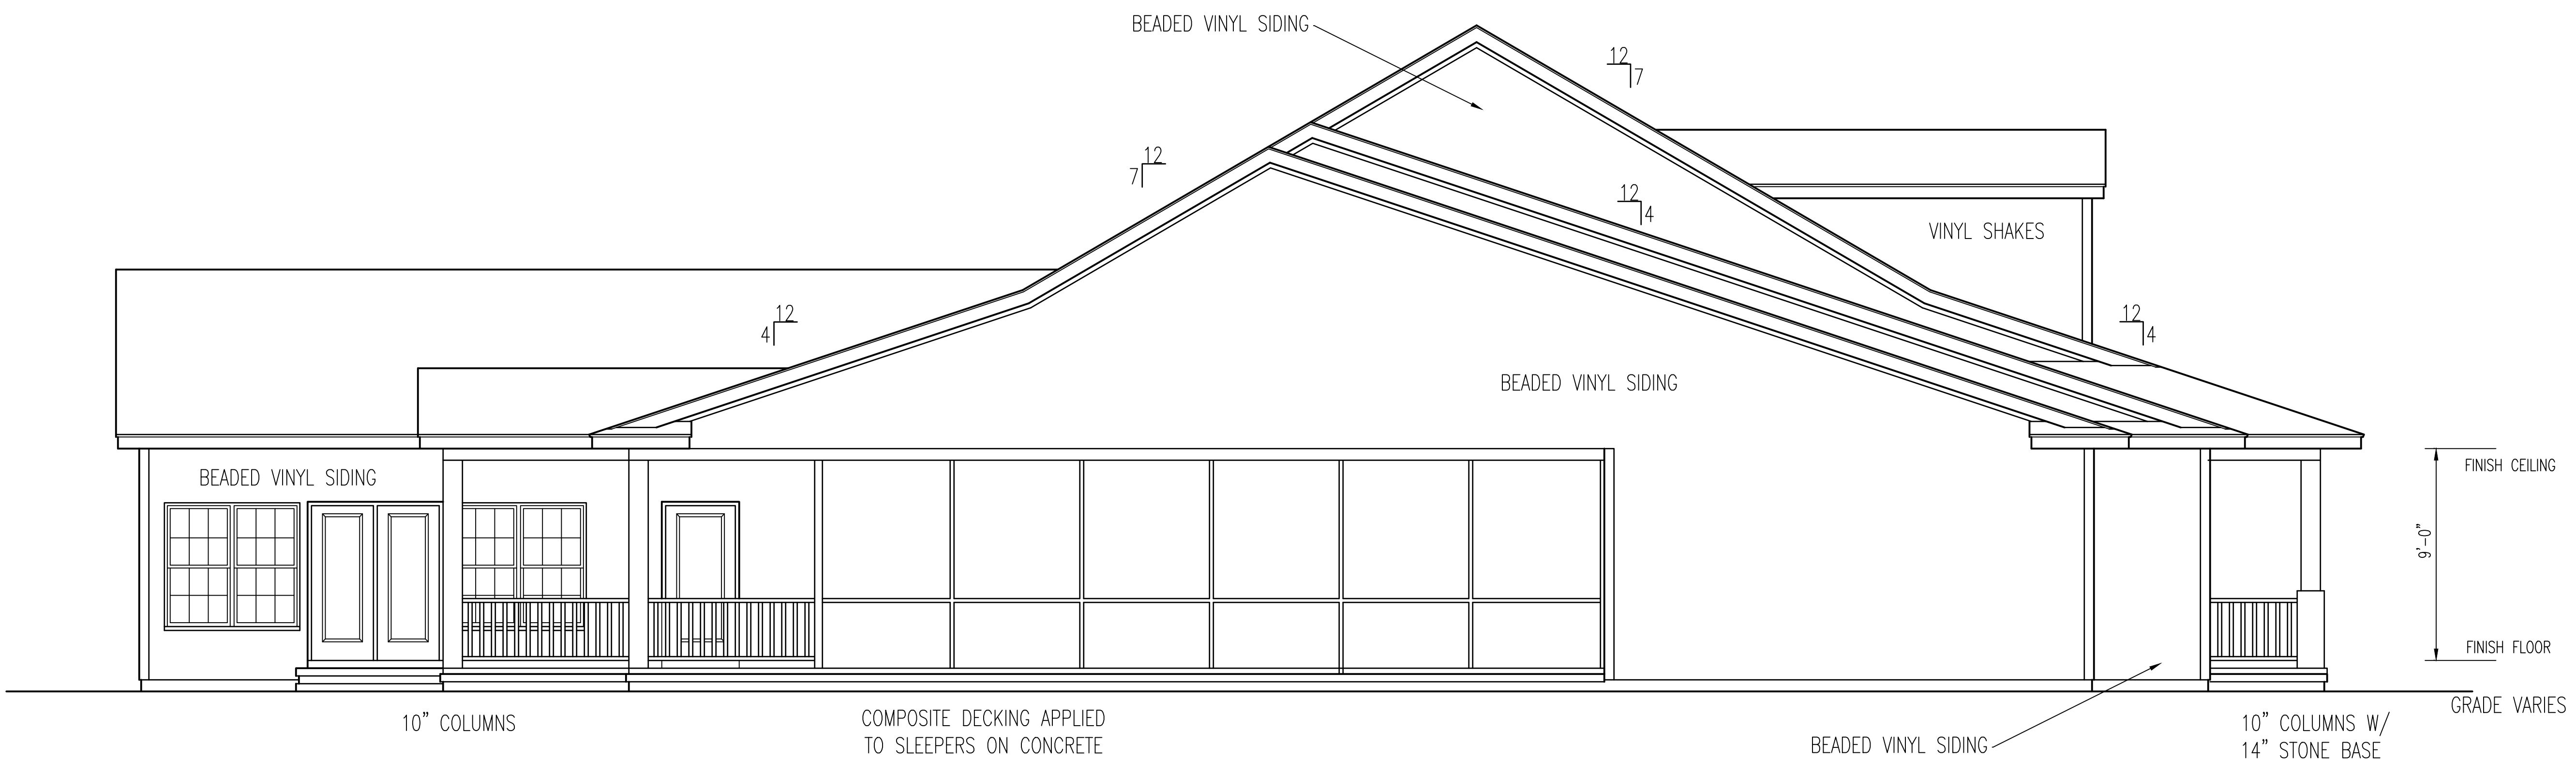 BEADED VINYL SIDING
12
7
12
7
12
4
VINYL SHAKES
12
4
12
4
BEADED VINYL SIDING
BEADED VINYL SIDING
FINISH CEILING
9'-0"
FINISH FLOOR
GRADE VARIES
10" COLUMNS
COMPOSITE DECKING APPLIED
TO SLEEPERS ON CONCRETE
BEADED VINYL SIDING
10" COLUMNS W/
14" STONE BASE